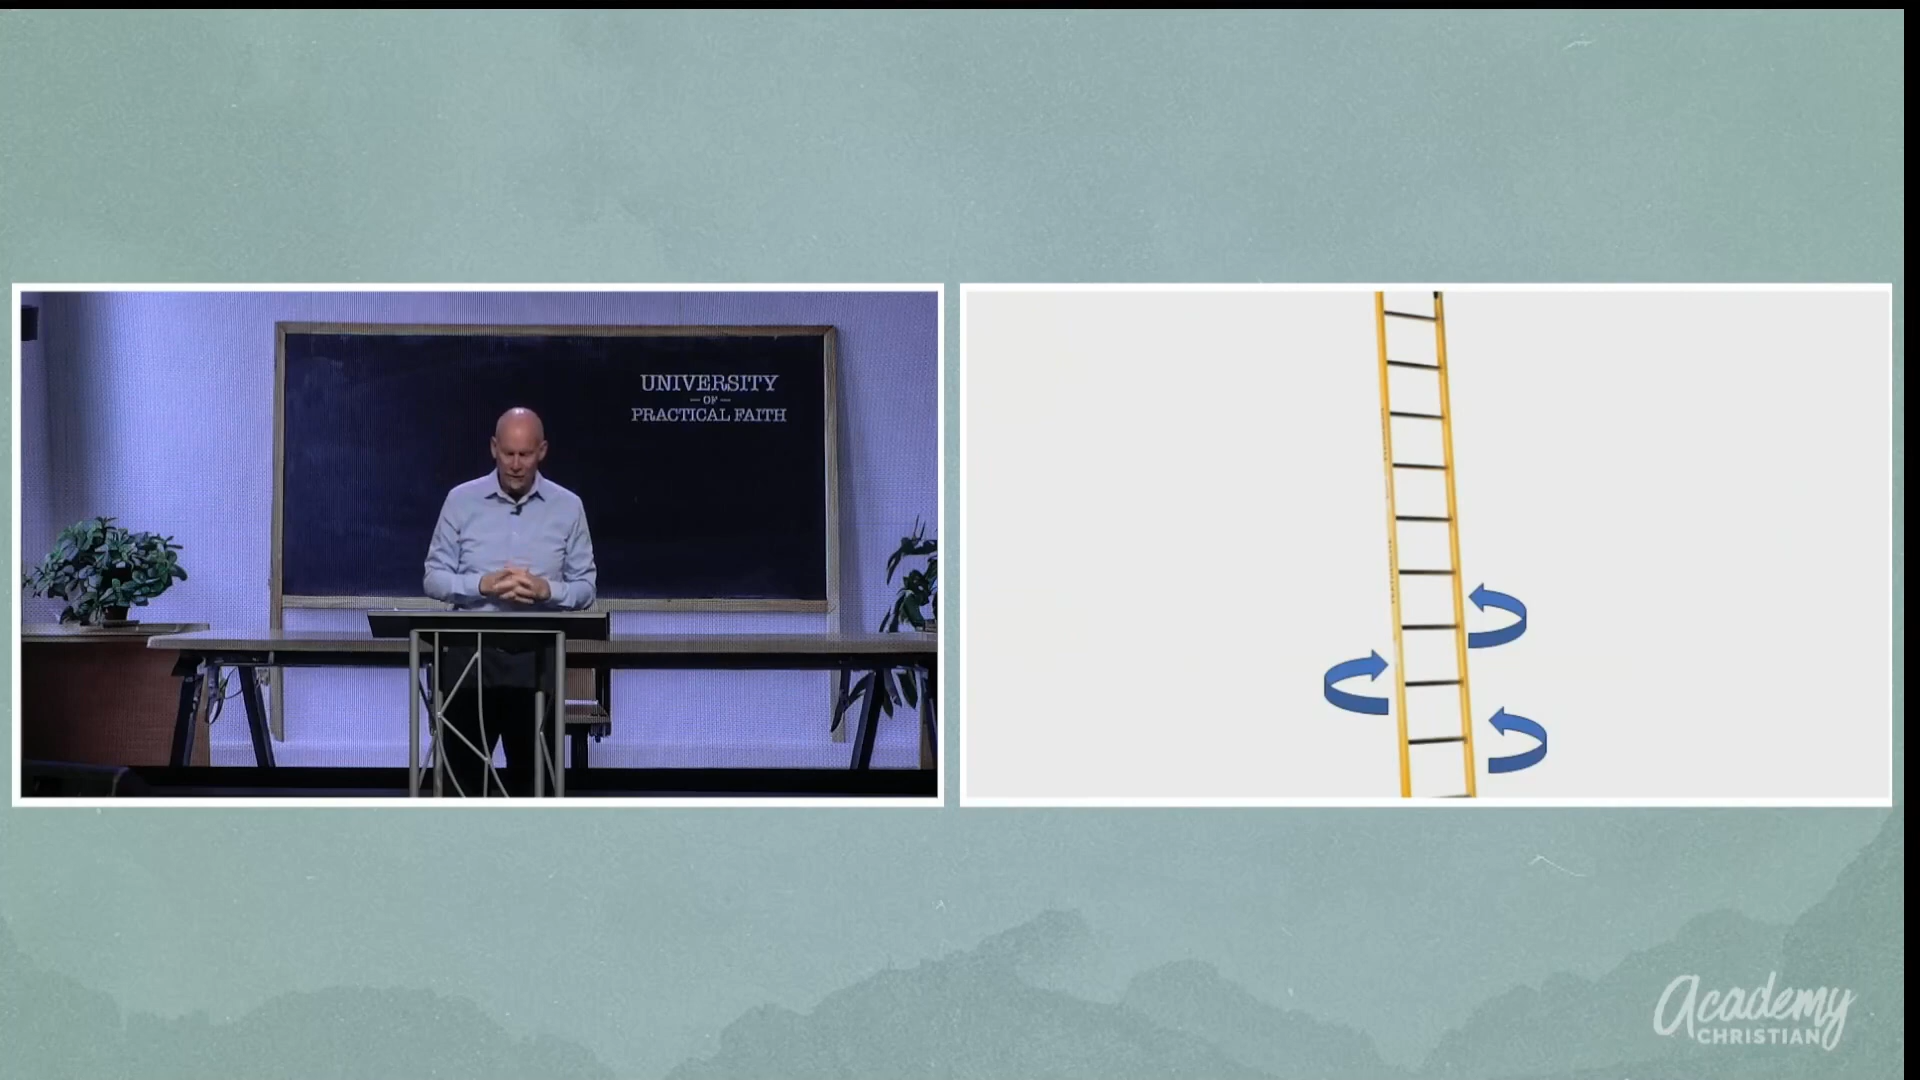 UNIVERSITY
— OF —
PRACTICAL FAITH
Academy
CHRISTIAN